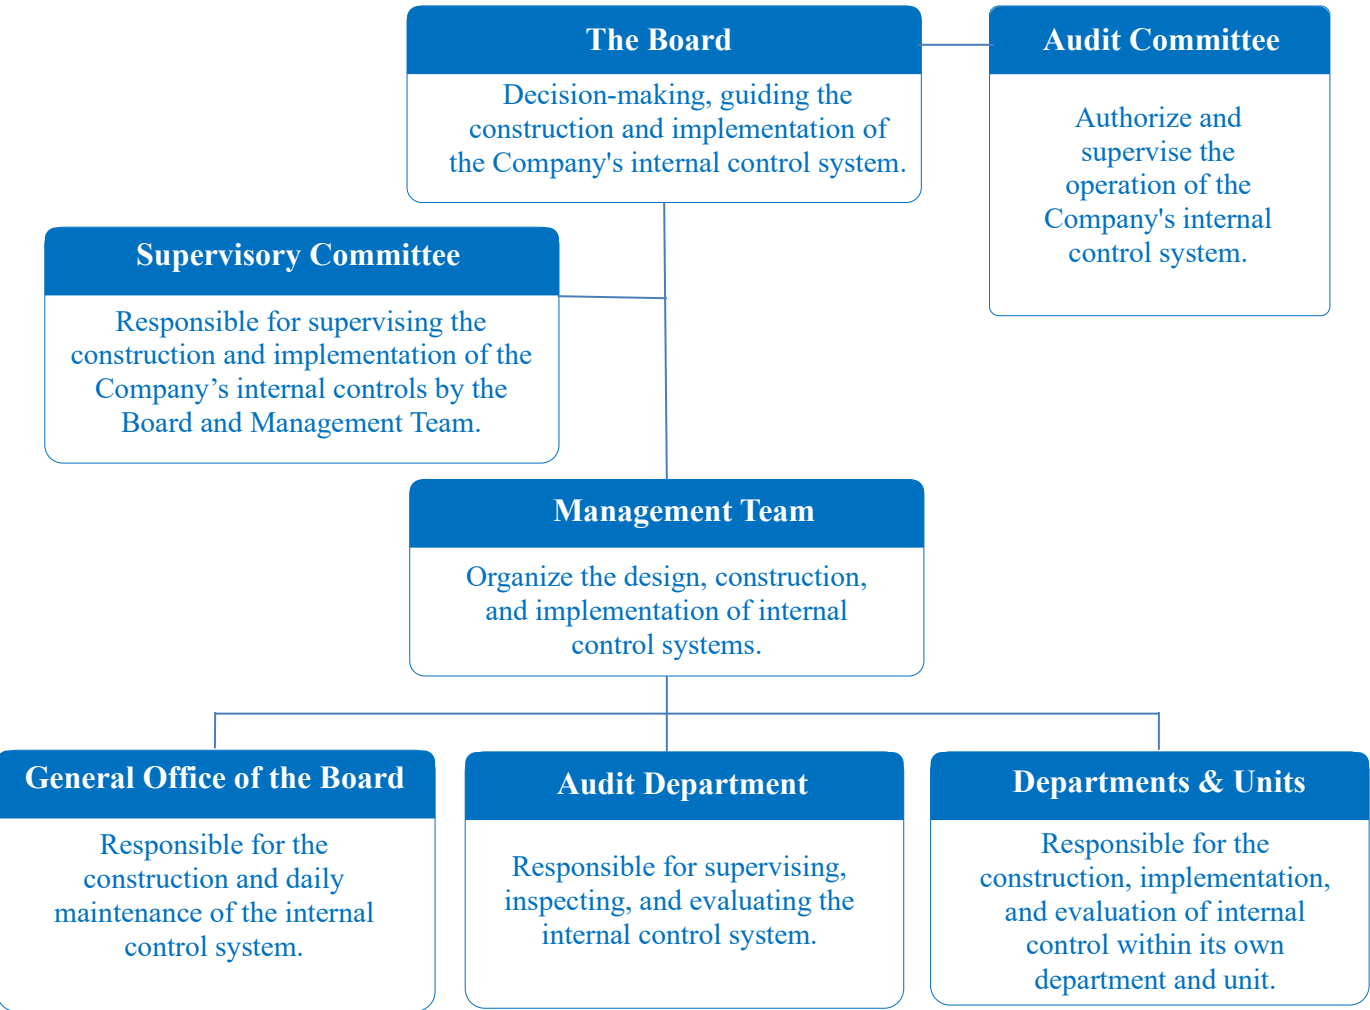 The Board
Decision-making, guiding the
construction and implementation of
the Company's internal control system.
Audit Committee
Authorize and
supervise the
operation of the
Company's internal
control system.
Supervisory Committee
Responsible for supervising the
construction and implementation of the
Company’s internal controls by the
Board and Management Team.
Management Team
Organize the design, construction,
and implementation of internal
control systems.
General Office of the Board
Responsible for the
construction and daily
maintenance of the internal
control system.
Audit Department
Responsible for supervising,
inspecting, and evaluating the
internal control system.
Departments & Units
Responsible for the
construction, implementation,
and evaluation of internal
control within its own
department and unit.